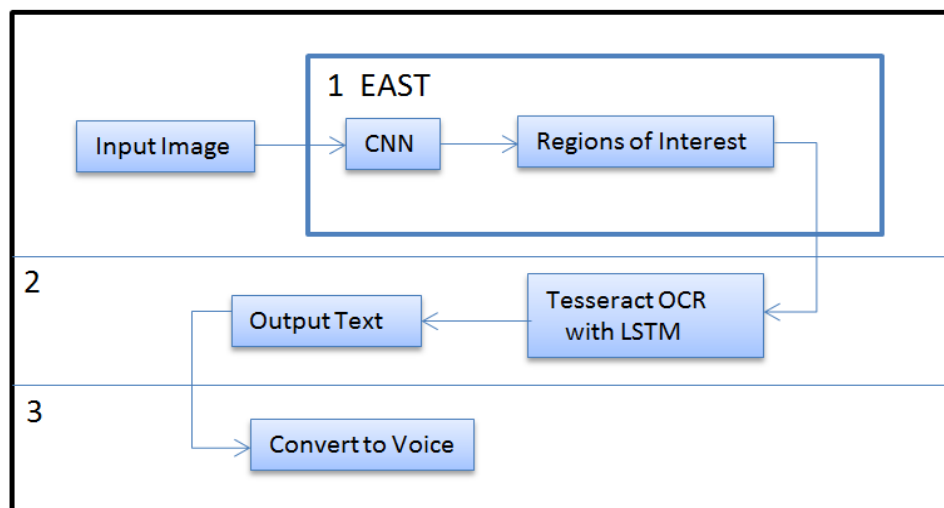 1 EAST
Input Image
CNN
Regions of Interest
2
Tesseract OCR
with LSTM
Output Text
3
Convert to Voice